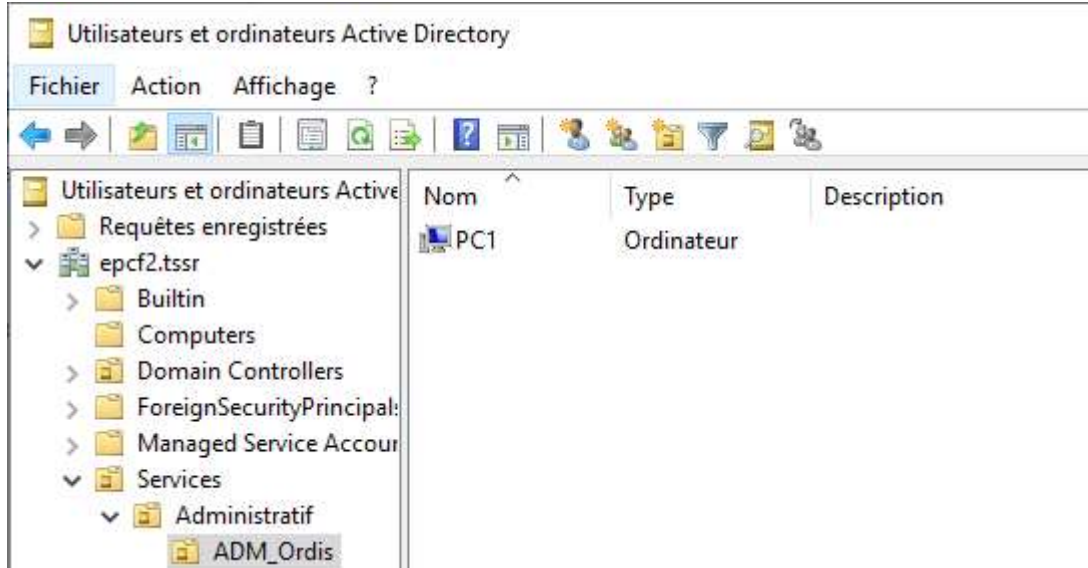 Utilisateurs et ordinateurs Active Directory
Fichier Action Affichage ?
Utilisateurs et ordinateurs Active
Nom Type Description
Requêtes enregistrées
PC1 Ordinateur
epcf2.tssr
Builtin
Computers
Domain Controllers
ForeignSecurityPrincipals
Managed Service Accour
Services
Administratif
ADM_Ordis